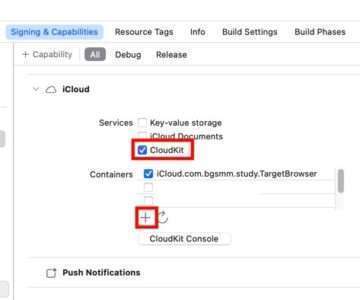 Signing & Capabilities Resource Tags Info Build Settings Build Phases
+ Capability All Debug Release
iCloud
Services Key-value storage
iCloud Documents
CloudKit
Containers iCloud.com.bgsmm.study.TargetBrowser
CloudKit Console
Push Notifications